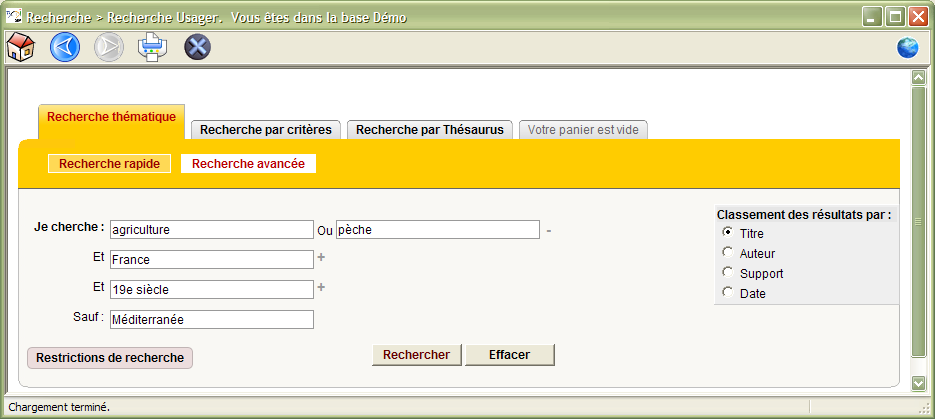 Recherche > Recherche Usager. Vous êtes dans la base Démo
Recherche thématique
Recherche par critères
Recherche par Thésaurus
Votre panier est vide
Recherche rapide
Recherche avancée
Je cherche : agriculture Ou pèche -
Et France +
Et 19e siècle +
Sauf : Méditerranée
Classement des résultats par :
Titre
Auteur
Support
Date
Restrictions de recherche
Rechercher
Effacer
Chargement terminé.